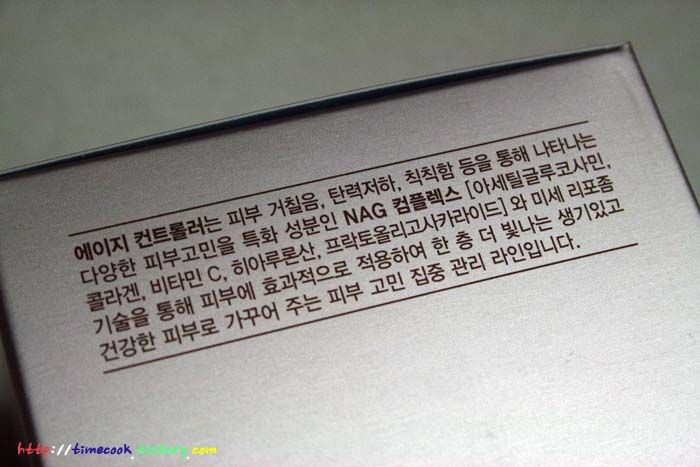 에이지 컨트롤러는 피부 거칠음, 탄력저하, 칙칙함 등을 통해 나타나는
다양한 피부고민을 특화 성분인 NAG 컴플렉스 [아세틸글루코사민,
콜라겐, 비타민 C, 히아루론산, 프락토올리고사카라이드] 와 미세 리포좀
기술을 통해 피부에 효과적으로 적용하여 한 층 더 빛나는 생기있고
건강한 피부로 가꾸어 주는 피부 고민 집중 관리 라인입니다.
http://timecook.tistory.com